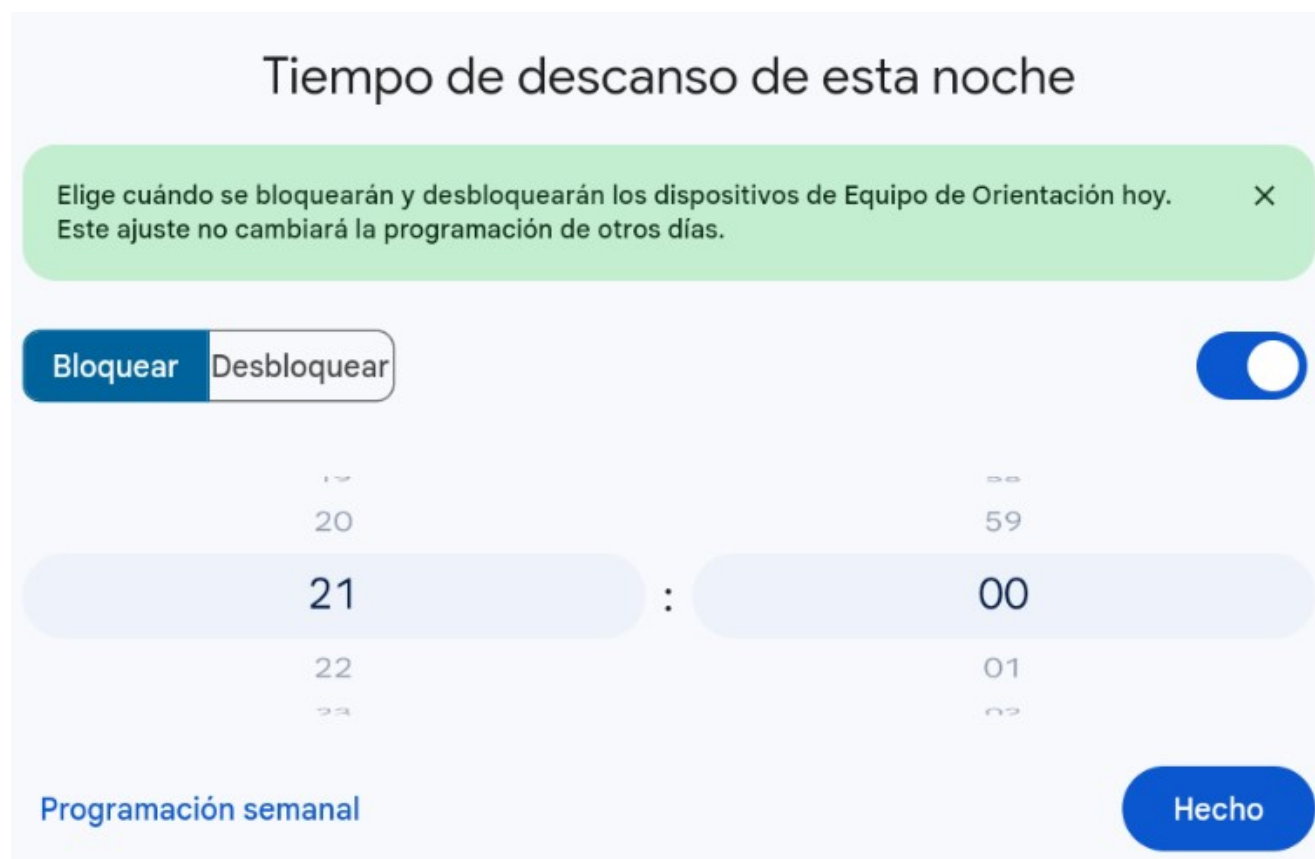 Tiempo de descanso de esta noche
Elige cuándo se bloquearán y desbloquearán los dispositivos de Equipo de Orientación hoy.
Este ajuste no cambiará la programación de otros días.
Bloquear Desbloquear
20 59
21 : 00
22 01
Programación semanal Hecho